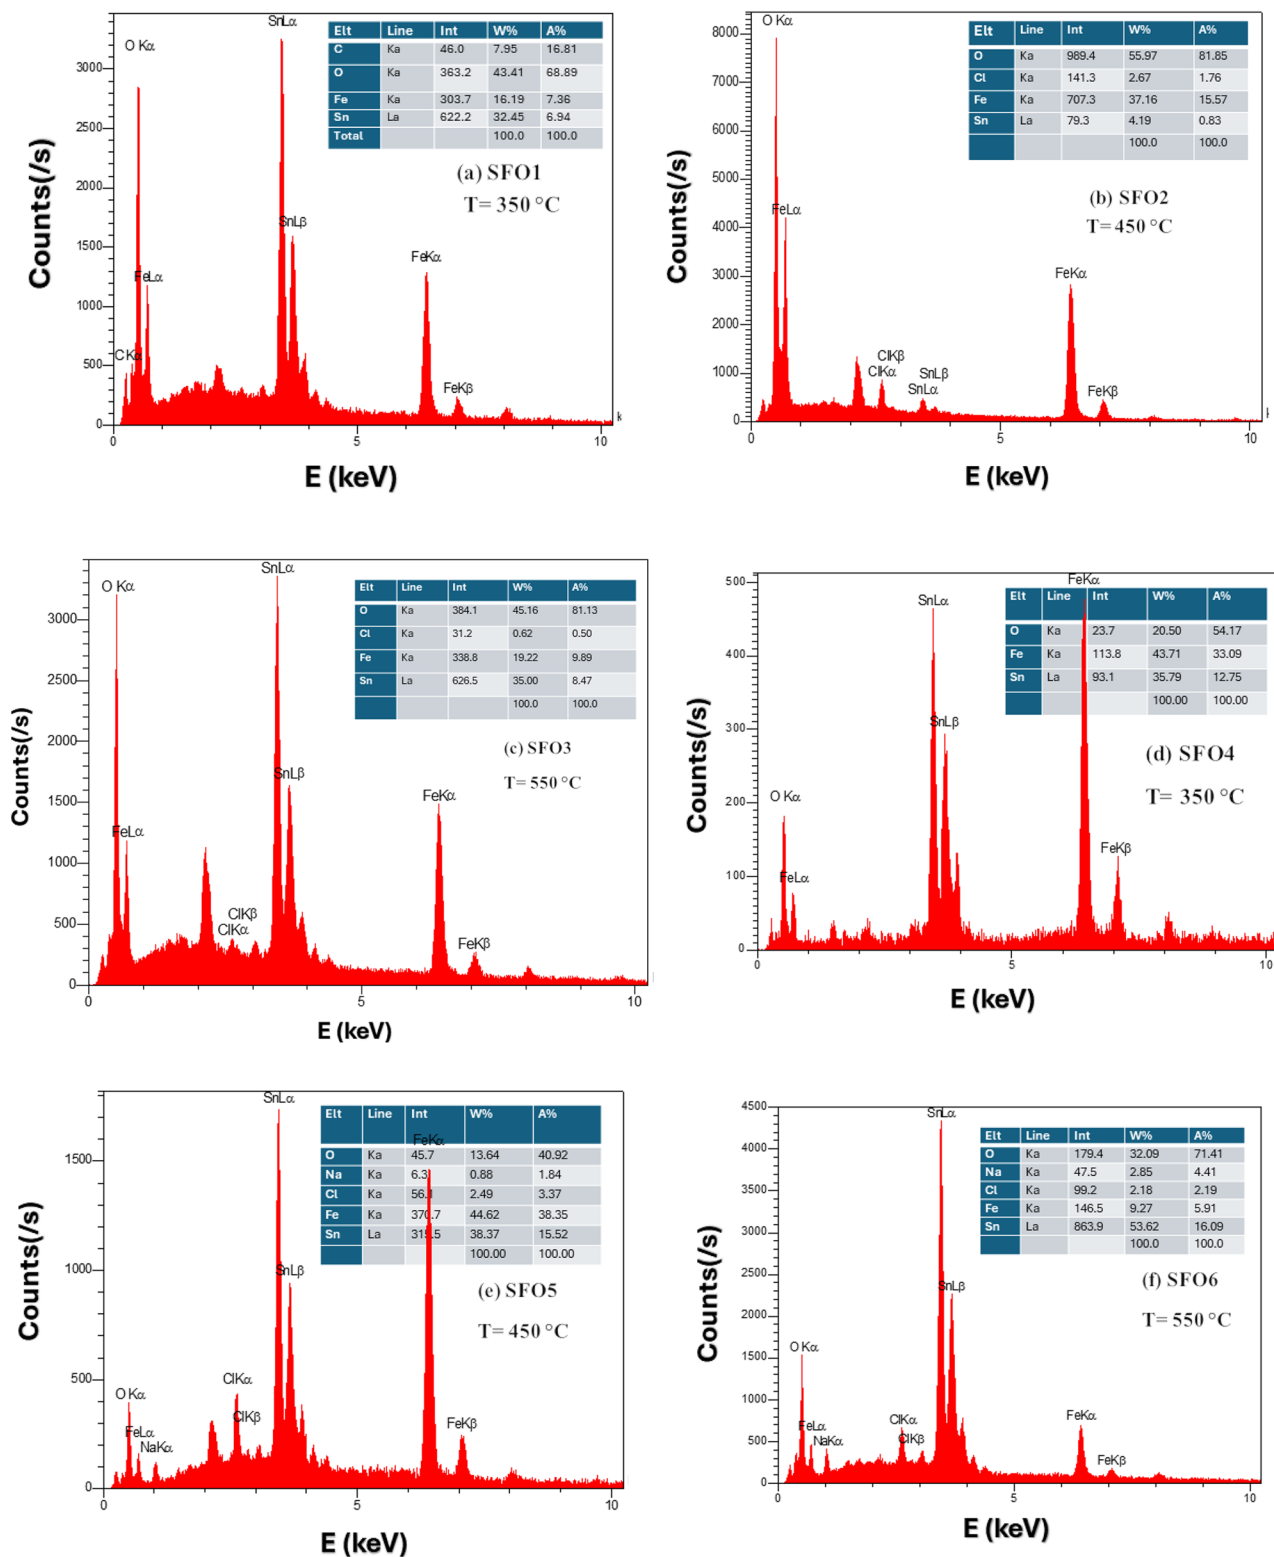 Counts(/s)
3000
2500
2000
1500
1000
500
0
O Kα
SnLα
SnLβ
FeLα
C Kα
FeKα
FeKβ
Elt Line Int W% A%
C Ka 46.0 7.95 16.81
O Ka 363.2 43.41 68.89
Fe Ka 303.7 16.19 7.36
Sn La 622.2 32.45 6.94
Total 100.0 100.0
(a) SFO1
T= 350 °C
0 5 10
k
E (keV)
Counts(/s)
8000
7000
6000
5000
4000
3000
2000
1000
0
O Kα
FeLα
ClKβ
ClKα
SnLβ
SnLα
FeKα
FeKβ
Elt Line Int W% A%
O Ka 989.4 55.97 81.85
Cl Ka 141.3 2.67 1.76
Fe Ka 707.3 37.16 15.57
Sn La 79.3 4.19 0.83
100.0 100.0
(b) SFO2
T= 450 °C
0 5 10
k
E (keV)
Counts(/s)
3000
2500
2000
1500
1000
500
0
O Kα
SnLα
SnLβ
FeLα
ClKβ
ClKα
FeKα
FeKβ
Elt Line Int W% A%
O Ka 384.1 45.16 81.13
Cl Ka 31.2 0.62 0.50
Fe Ka 338.8 19.22 9.89
Sn La 626.5 35.00 8.47
100.0 100.0
(c) SFO3
T= 550 °C
0 5 10
E (keV)
Counts(/s)
500
400
300
200
100
0
FeKα
SnLα
SnLβ
O Kα
FeLα
FeKβ
Elt Line Int W% A%
O Ka 23.7 20.50 54.17
Fe Ka 113.8 43.71 33.09
Sn La 93.1 35.79 12.75
100.00 100.00
(d) SFO4
T= 350 °C
0 5 10
E (keV)
Counts(/s)
1500
1000
500
0
SnLα
FeKα
SnLβ
O Kα
FeLα
NaKα
ClKα
ClKβ
FeKβ
Elt Line Int W% A%
O Ka 45.7 13.64 40.92
Na Ka 6.3 0.88 1.84
Cl Ka 2.49 3.37
Fe Ka 370.7 44.62 38.35
Sn La 38.37 15.52
100.00 100.00
(e) SFO5
T= 450 °C
0 5 10
E (keV)
Counts(/s)
4500
4000
3500
3000
2500
2000
1500
1000
500
0
SnLα
SnLβ
O Kα
FeLα
NaKα
ClKα
ClKβ
FeKα
FeKβ
Elt Line Int W% A%
O Ka 179.4 32.09 71.41
Na Ka 47.5 2.85 4.41
Cl Ka 99.2 2.18 2.19
Fe Ka 146.5 9.27 5.91
Sn La 863.9 53.62 16.09
100.0 100.0
(f) SFO6
T= 550 °C
0 5 10
E (keV)